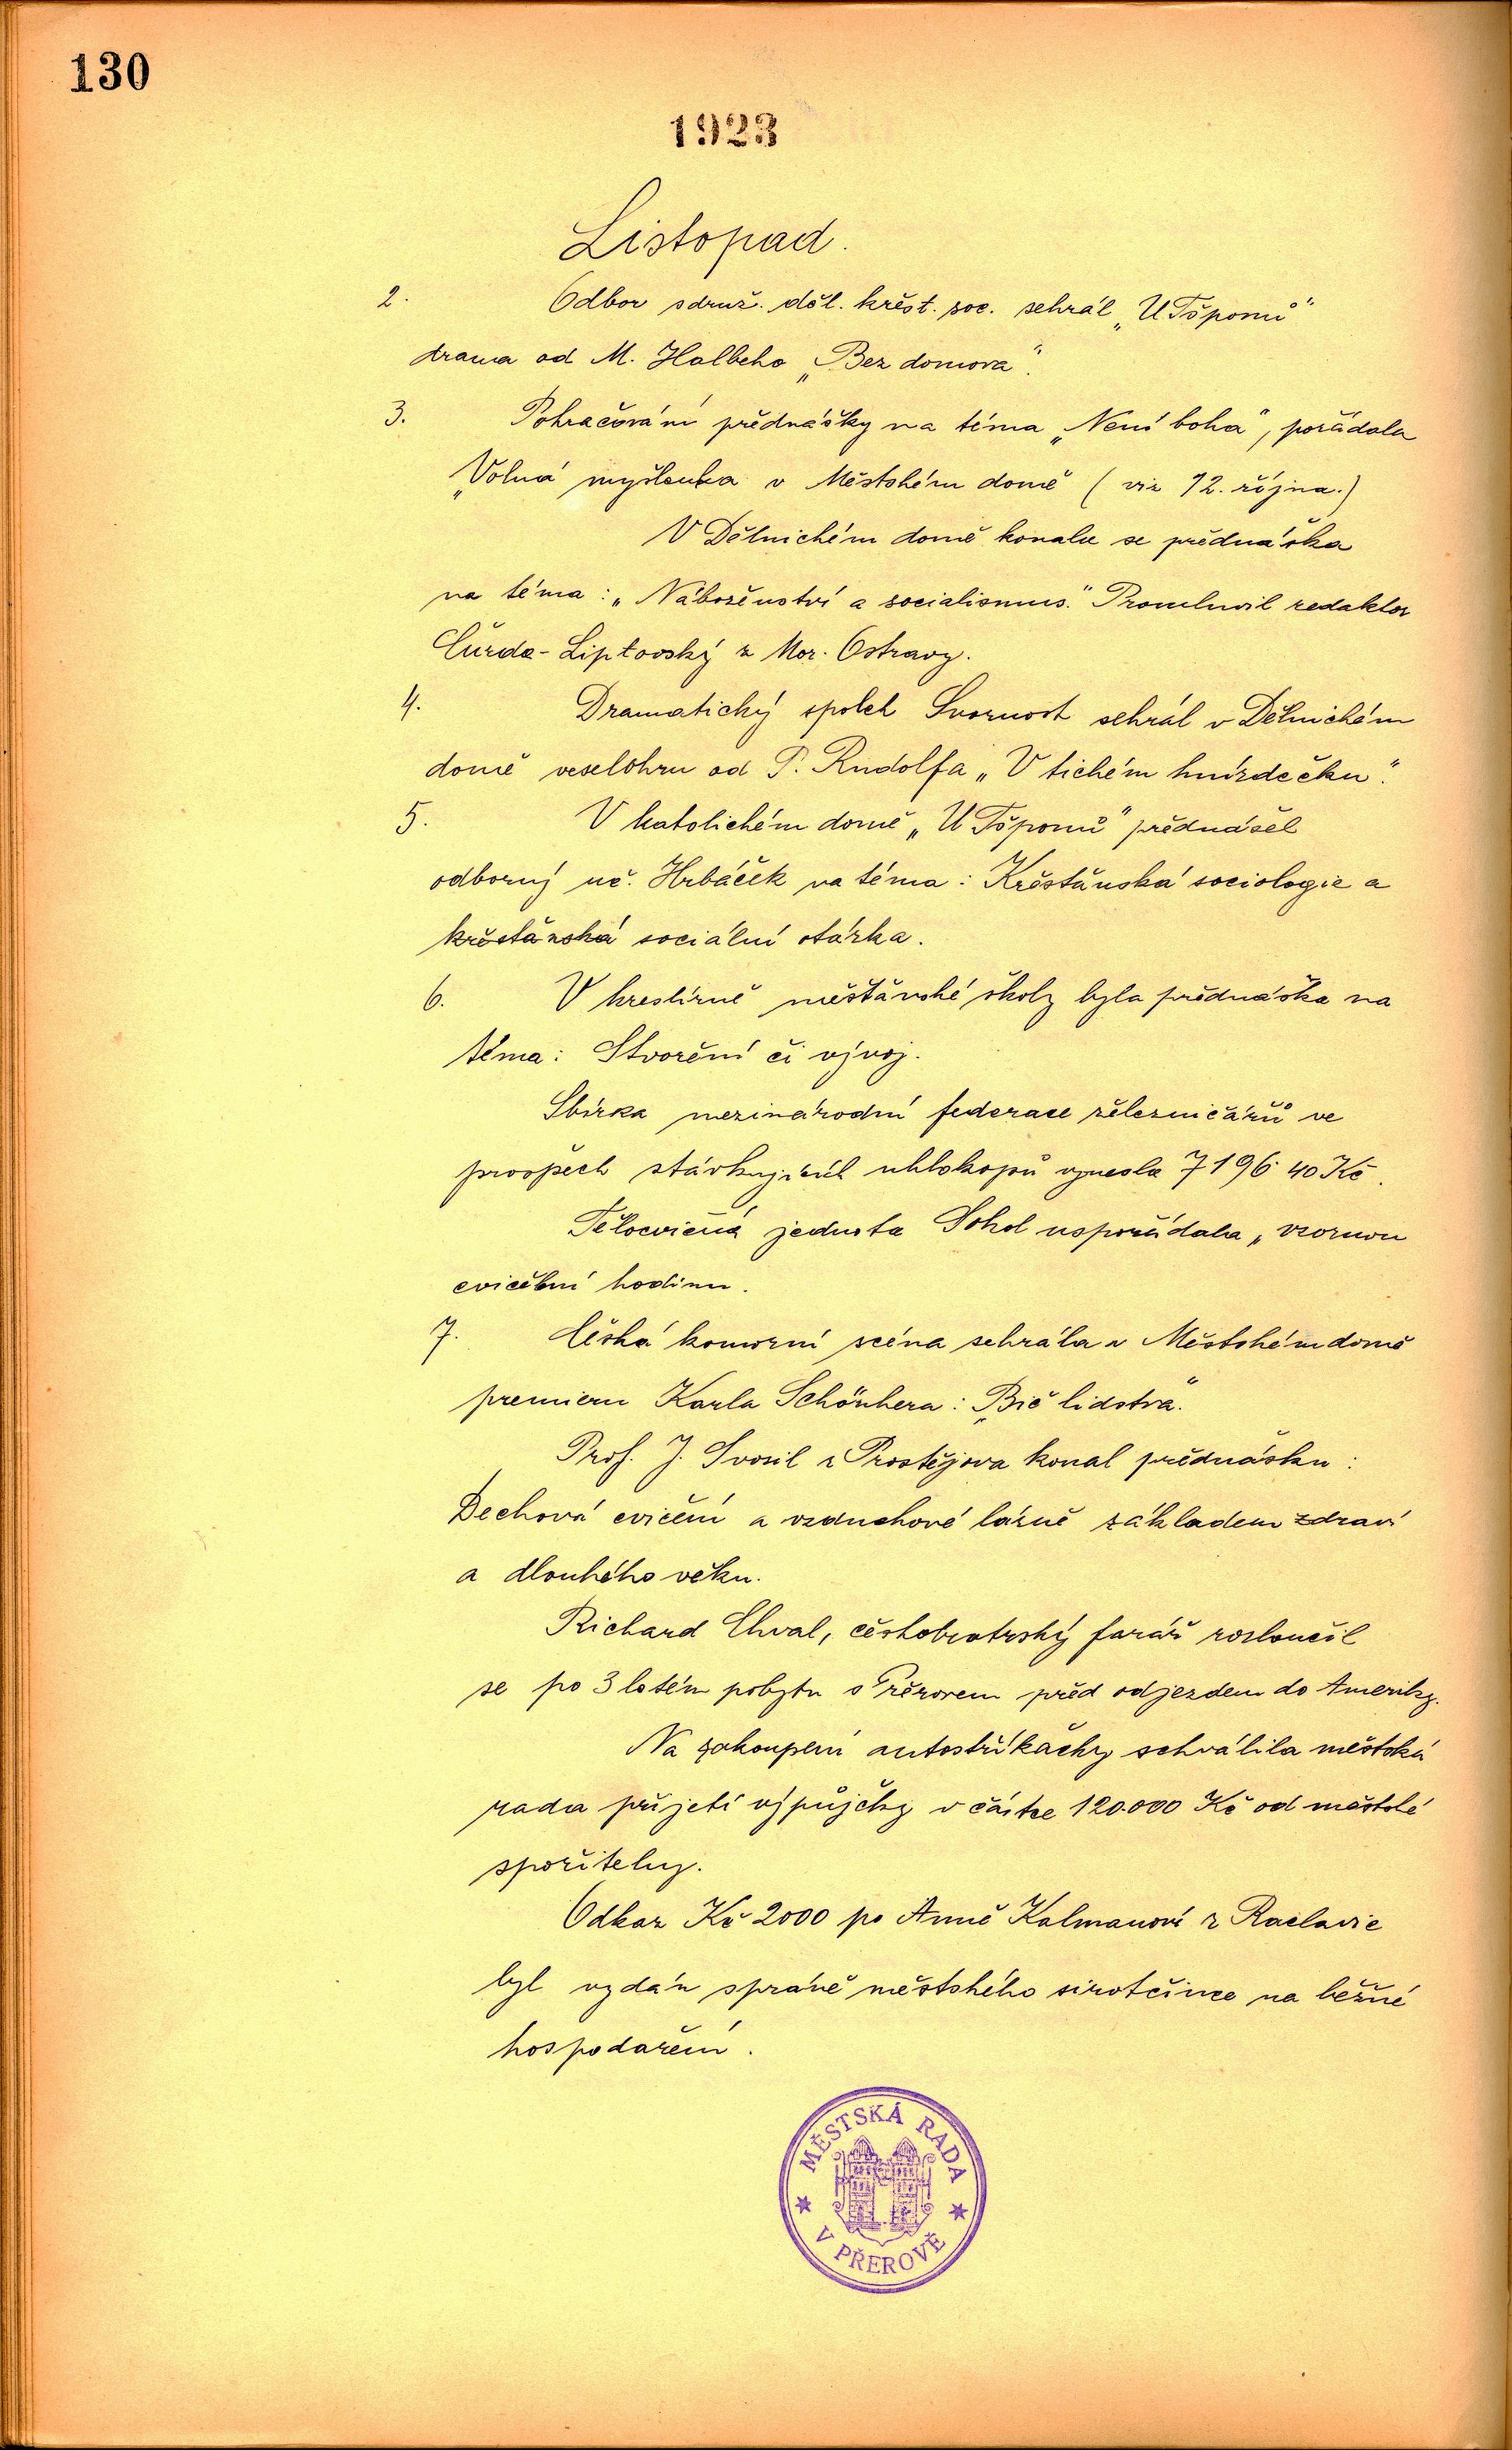 130
1923
Listopad.
2. Odbor sdruž. děl. křest. soc. sehrál „U Tšponů"
drama od M. Halbeho „Bez domova".
3. Pokračování přednášky na téma „Není boha", pořádala
„Volná myšlenka v Městském domě (viz 12. října.)
V Dělnickém domě konala se přednáška
na téma: „Náboženství a socialismus." Promluvil redaktor
Čurda-Liptovský z Mor. Ostravy.
4. Dramatický spolek Svornost sehrál v Dělnickém
domě veselohru od P. Rudolfa „V tichém hnízdečku".
5. V katolickém domě „U Tšponů" přednášel
odborný uč. Hrbáček na téma: Křesťanská sociologie a
křesťanská sociální otázka.
6. V kreslírně měšťanské školy byla přednáška na
téma: Stvoření či vývoj.
Sbírka mezinárodní federace železničářů ve
prospěch stávkujících uhlokopů vynesla 7196·40 Kč.
Tělocvičná jednota Sokol uspořádala „vzornou
cvičební hodinu.
7. Česká komorní scéna sehrála v Městském domě
premieru Karla Schönhera: „Bič lidstva".
Prof. J. Svozil z Prostějova konal přednášku:
Dechová cvičení a vzduchové lázně základem zdraví
a dlouhého věku.
Richard Chval, českobratrský farář rozloučil
se po 3 letém pobytu s Přerovem před odjezdem do Ameriky.
Na zakoupení autostříkačky schválila městská
rada přijetí výpůjčky v částce 120.000 Kč od městské
spořitelny.
Odkaz Kč 2000 po Anně Kalmanové z Raclavic
byl vydán správě městského sirotčince na běžné
hospodaření.
MĚSTSKÁ RADA
V PŘEROVĚ